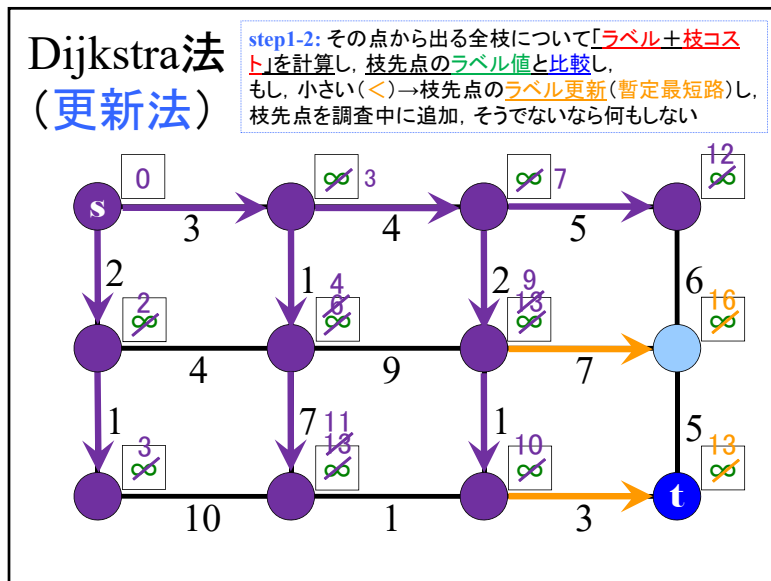 Dijkstra法
（更新法）
step1-2: その点から出る全枝について「ラベル＋枝コス
ト」を計算し，枝先点のラベル値と比較し，
もし，小さい（＜）→枝先点のラベル更新（暫定最短路）し，
枝先点を調査中に追加，そうでないなら何もしない
0 ∞ 3 ∞ 7 12 ∞
s 3 4 5
2 1 2 6
2 ∞ 4 6 ∞ 9 13 ∞ 16 ∞
4 9 7
1 7 1 5
3 ∞ 11 13 ∞ 10 ∞ 13 ∞
t
10 1 3